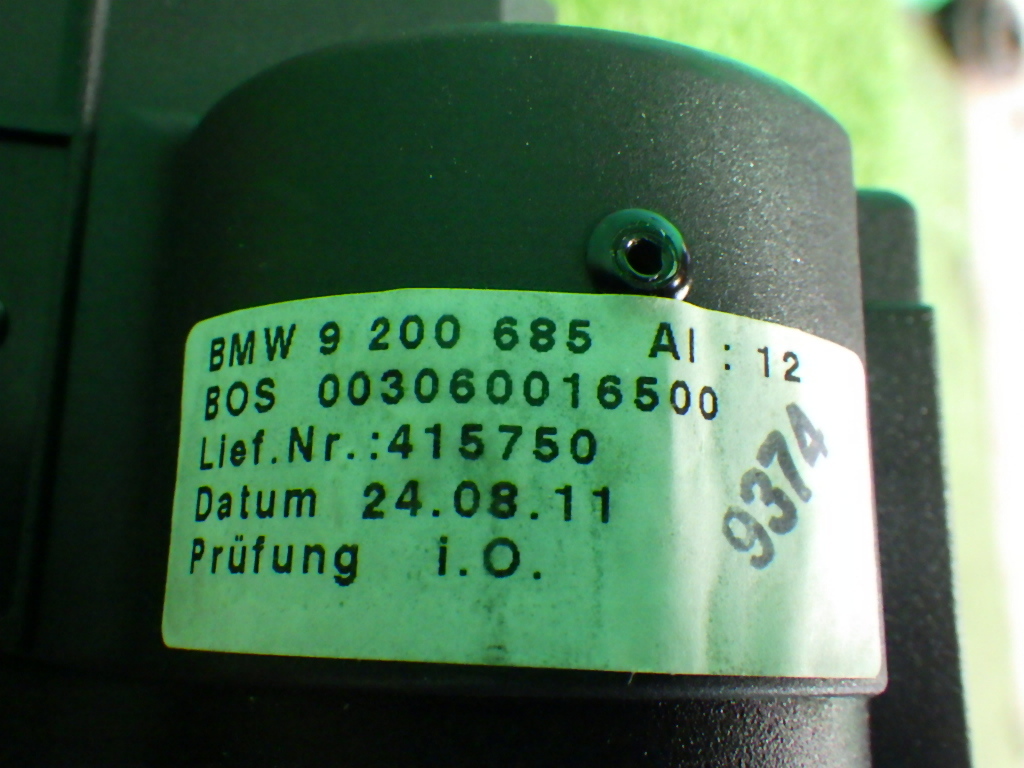 BMW 9 200 685 AI : 12
BOS 003060016500
Lief.Nr.:415750
Datum 24.08.11
Prüfung i.O.
9374